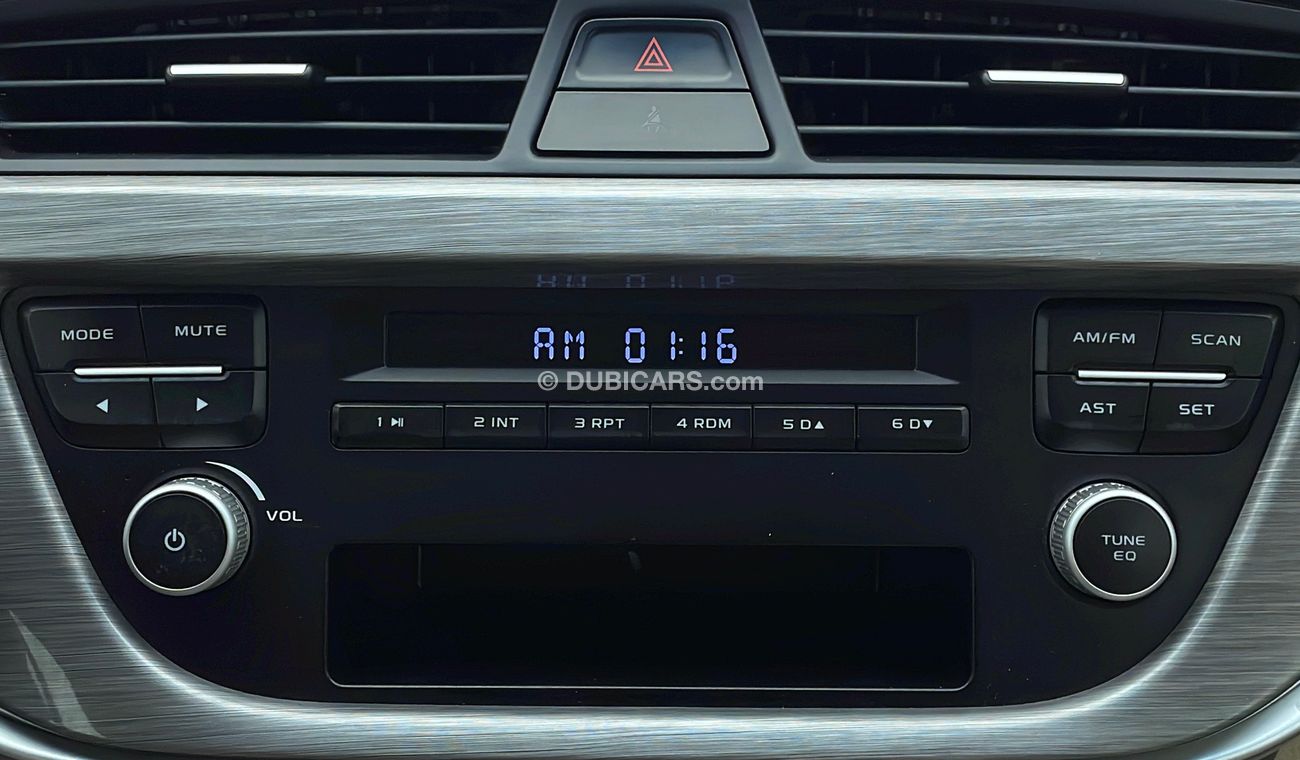 MODE MUTE
AM 01:16
AM/FM SCAN
© DUBICARS.com
1 2 INT 3 RPT 4 RDM 5 D▲ 6 D▼
AST SET
VOL
TUNE
EQ